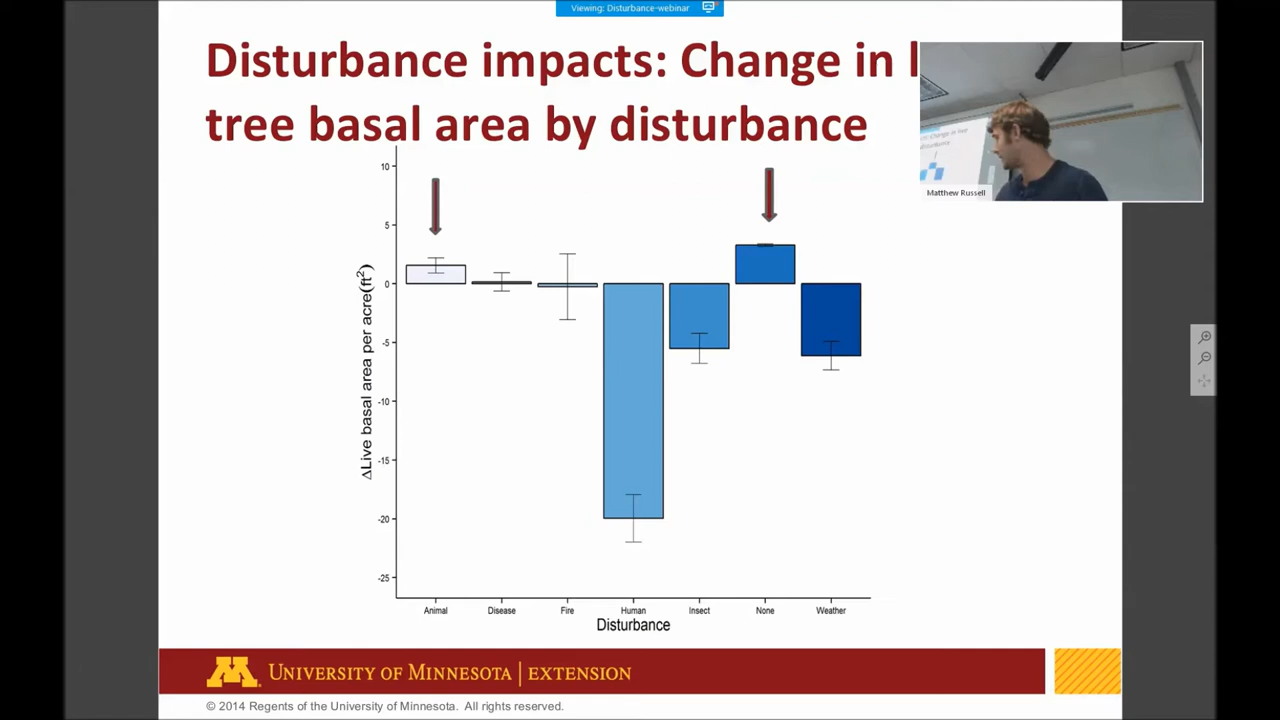 Viewing: Disturbance-webinar
Disturbance impacts: Change in
tree basal area by disturbance
Matthew Russell
10
5
0
-5
-10
-15
-20
-25
ΔLive basal area per acre(ft²)
Animal Disease Fire Human Insect None Weather
Disturbance
UNIVERSITY OF MINNESOTA | EXTENSION
© 2014 Regents of the University of Minnesota. All rights reserved.